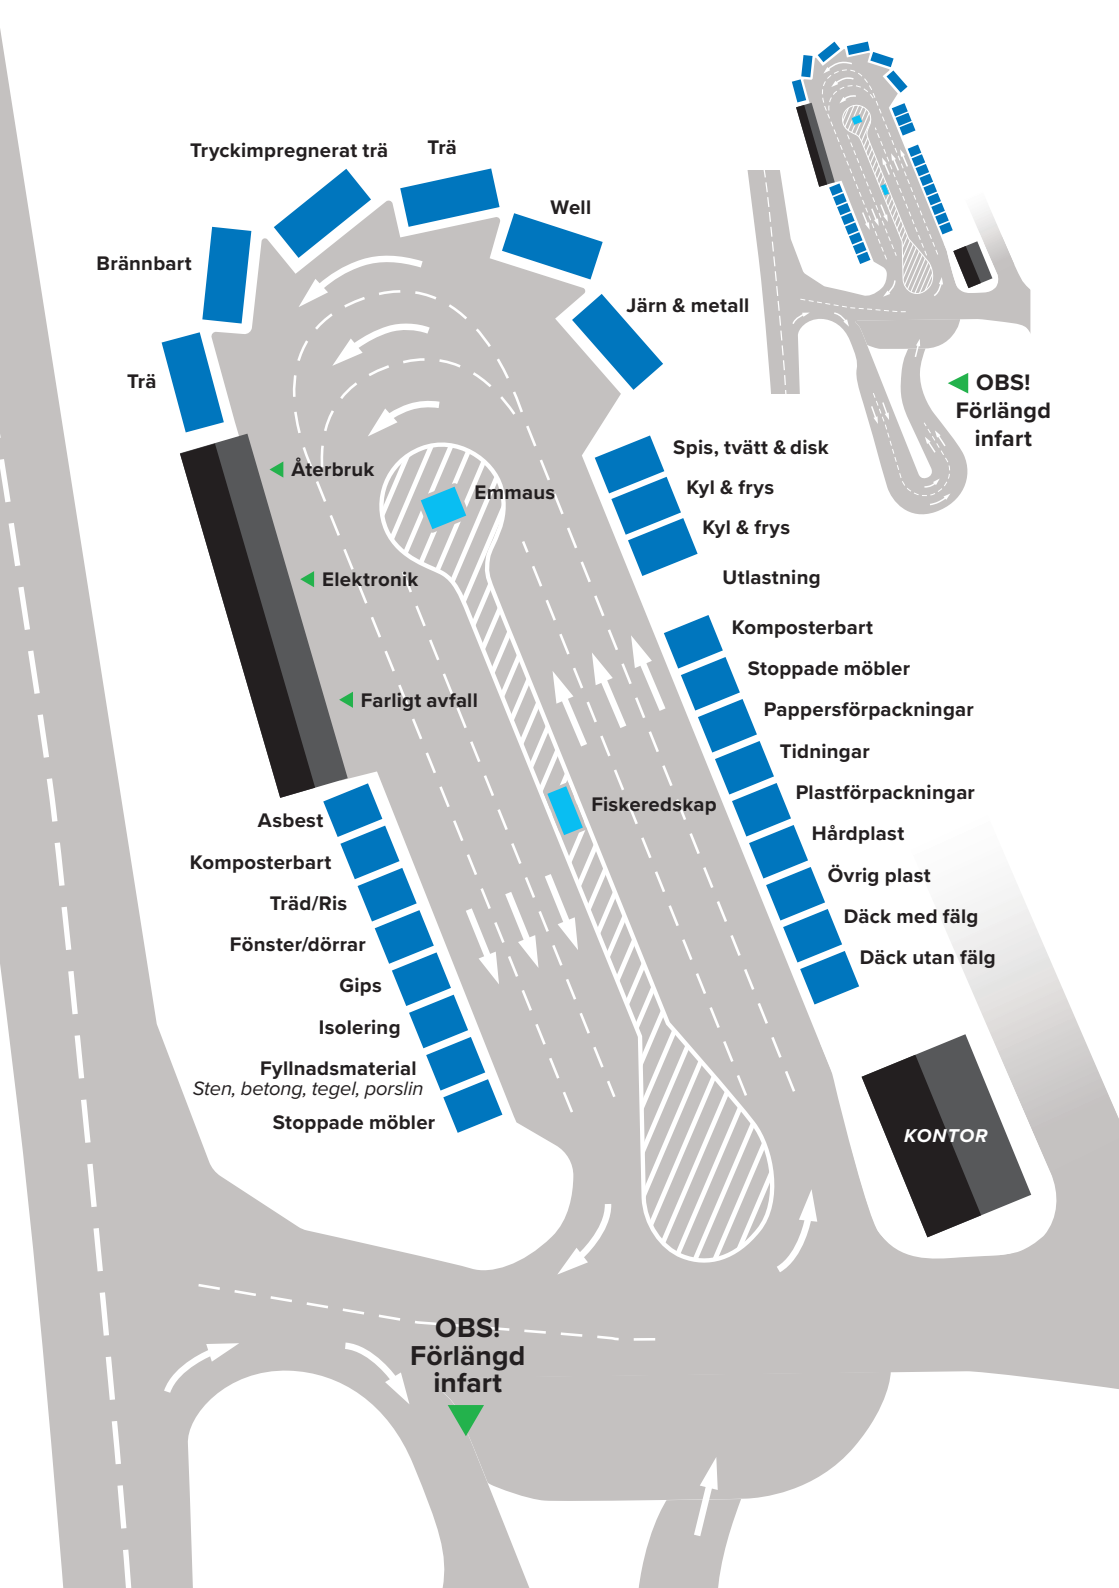 Tryckimpregnerat trä
Trä
Well
Brännbart
Järn & metall
Trä
OBS!
Förlängd
infart
Återbruk
Emmaus
Spis, tvätt & disk
Kyl & frys
Kyl & frys
Elektronik
Utlastning
Komposterbart
Stoppade möbler
Farligt avfall
Pappersförpackningar
Tidningar
Plastförpackningar
Fiskeredskap
Hårdplast
Övrig plast
Däck med fälg
Däck utan fälg
Asbest
Komposterbart
Träd/Ris
Fönster/dörrar
Gips
Isolering
Fyllnadsmaterial
Sten, betong, tegel, porslin
Stoppade möbler
KONTOR
OBS!
Förlängd
infart